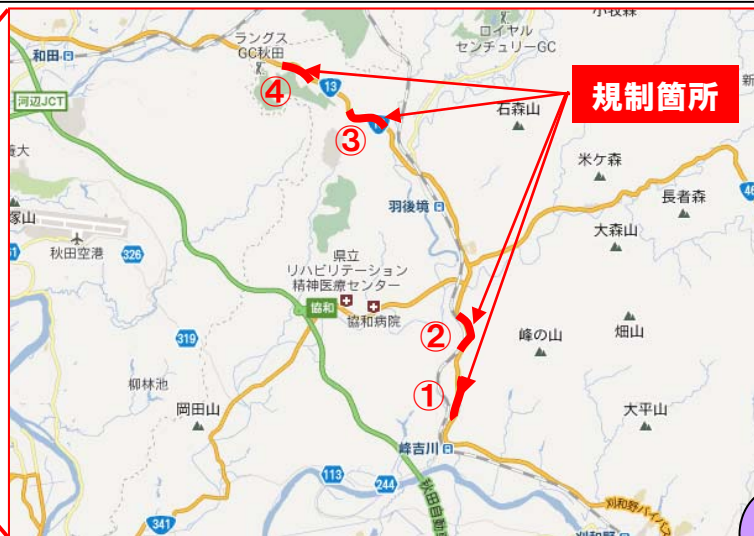 ロイヤル
センチュリーGC
ラングス
GC秋田
和田
規制箇所
④
13
河辺JCT
石森山
③
米ケ森
46
長者森
羽後境
大森山
秋田空港
326
県立
リハビリテーション
精神医療センター
協和
協和病院
②
峰の山
畑山
319
柳林池
①
岡田山
大平山
峰吉川
113
244
341
秋田自動
刈和野バイパス